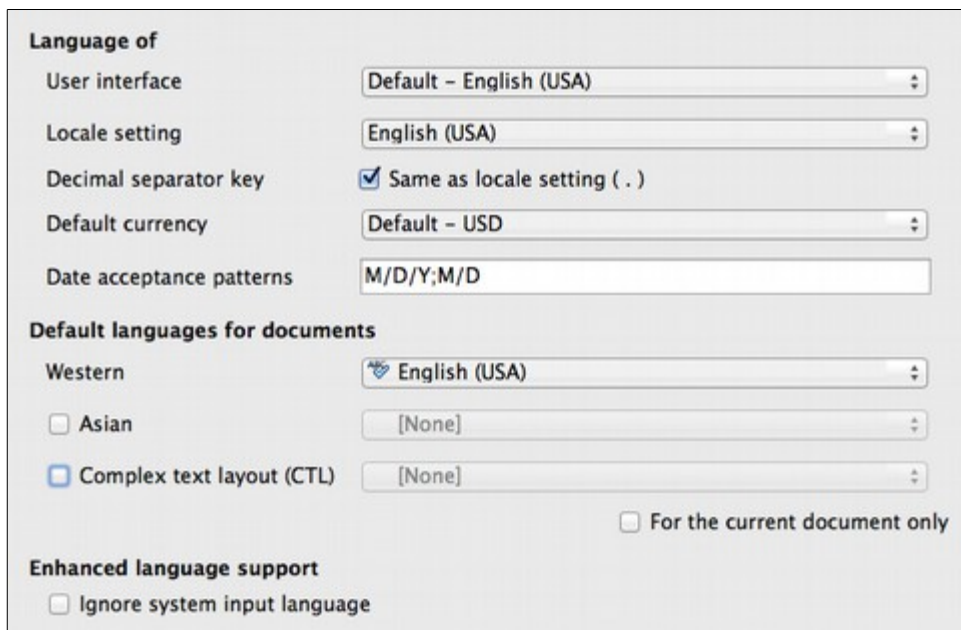 Language of
User interface Default – English (USA)
Locale setting English (USA)
Decimal separator key Same as locale setting ( . )
Default currency Default – USD
Date acceptance patterns M/D/Y;M/D
Default languages for documents
Western ABC English (USA)
Asian [None]
Complex text layout (CTL) [None]
For the current document only
Enhanced language support
Ignore system input language